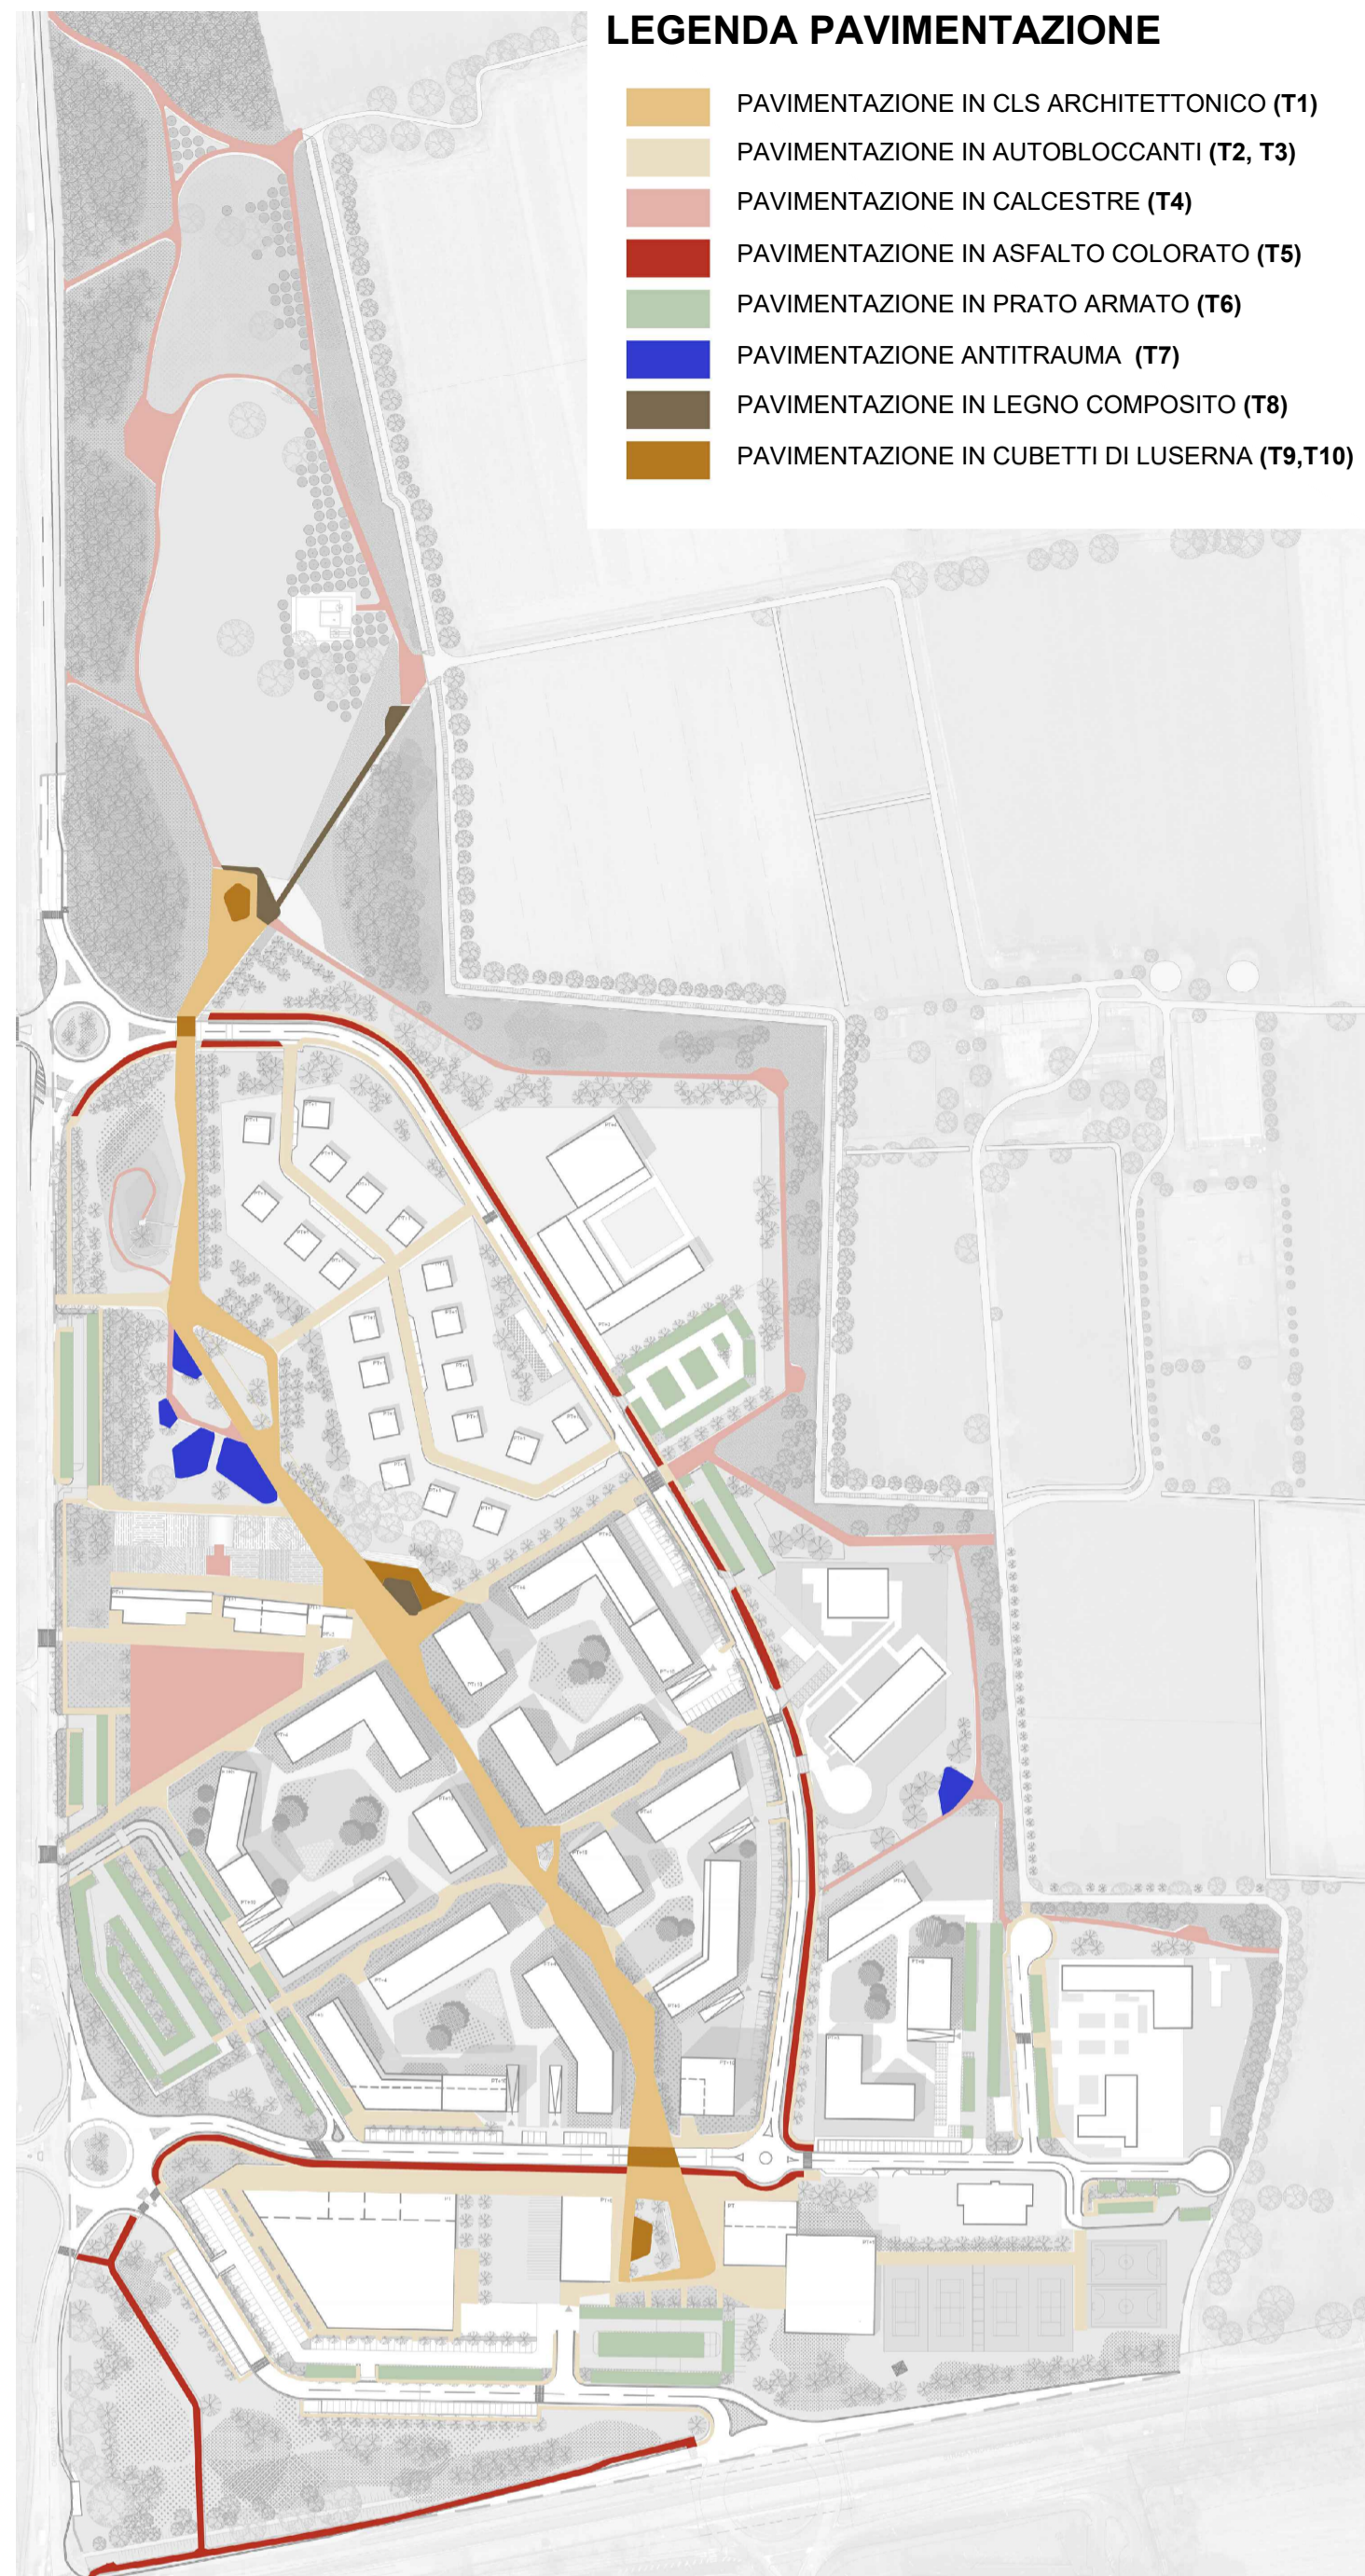 LEGENDA PAVIMENTAZIONE
PAVIMENTAZIONE IN CLS ARCHITETTONICO (T1)
PAVIMENTAZIONE IN AUTOBLOCCANTI (T2, T3)
PAVIMENTAZIONE IN CALCESTRE (T4)
PAVIMENTAZIONE IN ASFALTO COLORATO (T5)
PAVIMENTAZIONE IN PRATO ARMATO (T6)
PAVIMENTAZIONE ANTITRAUMA (T7)
PAVIMENTAZIONE IN LEGNO COMPOSITO (T8)
PAVIMENTAZIONE IN CUBETTI DI LUSERNA (T9,T10)